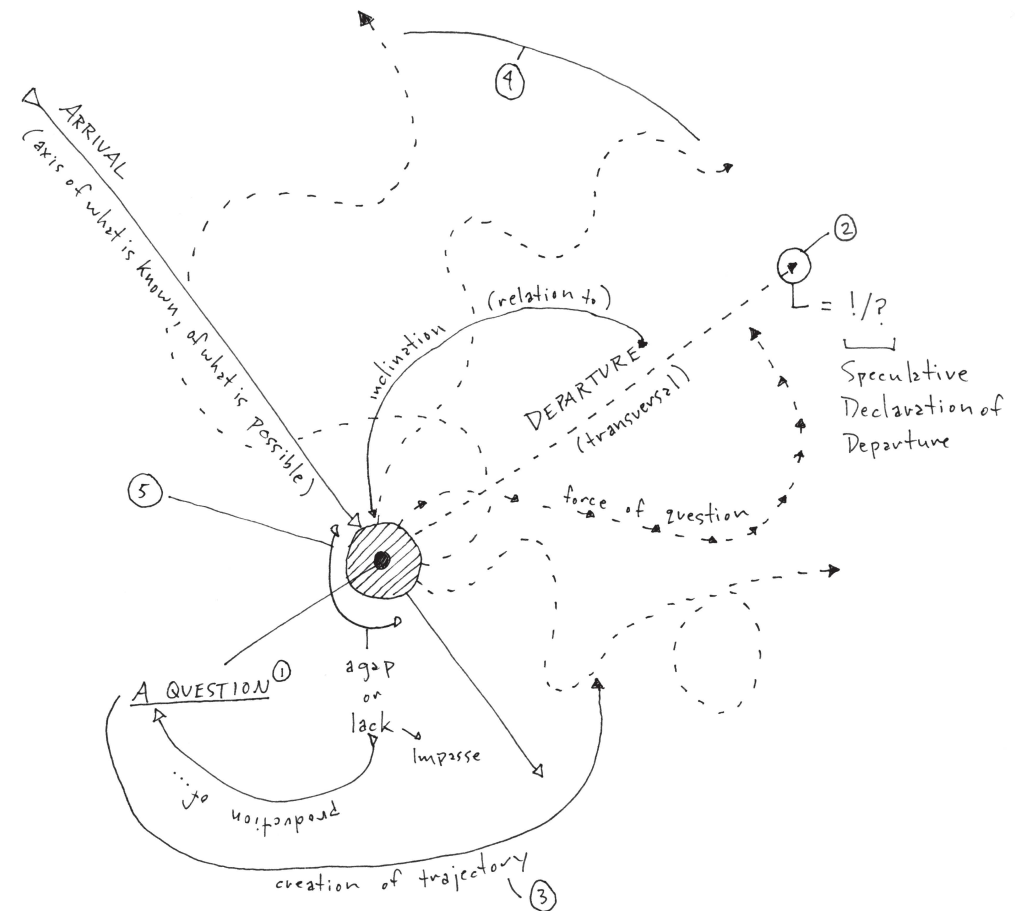 4
ARRIVAL
(axis of what is known, of what is possible)
2
(relation to)
inclination
= !/?
Speculative
Declaration of
Departure
DEPARTURE
(transversal)
5
force of question
A QUESTION 1
a gap
or
lack
Impasse
production of....
creation of trajectory
3